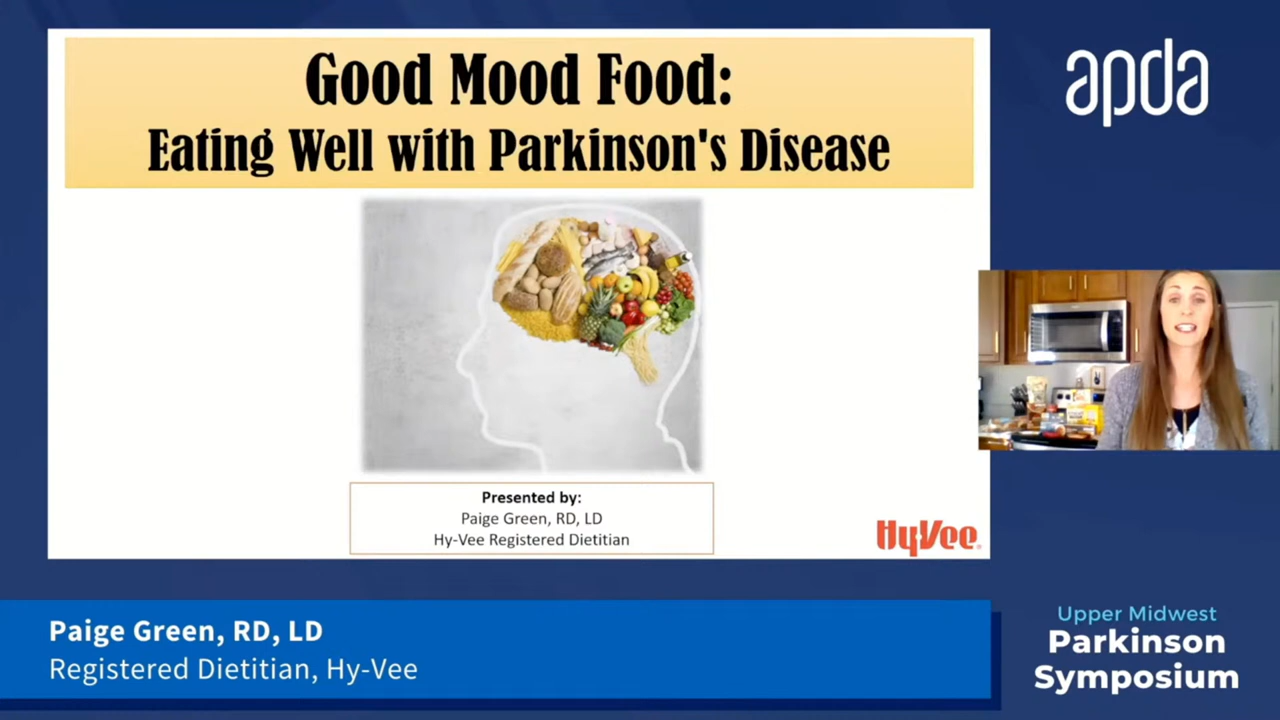 Good Mood Food:
Eating Well with Parkinson's Disease
Presented by:
Paige Green, RD, LD
Hy-Vee Registered Dietitian
HyVee
apda
Paige Green, RD, LD
Registered Dietitian, Hy-Vee
Upper Midwest
Parkinson
Symposium